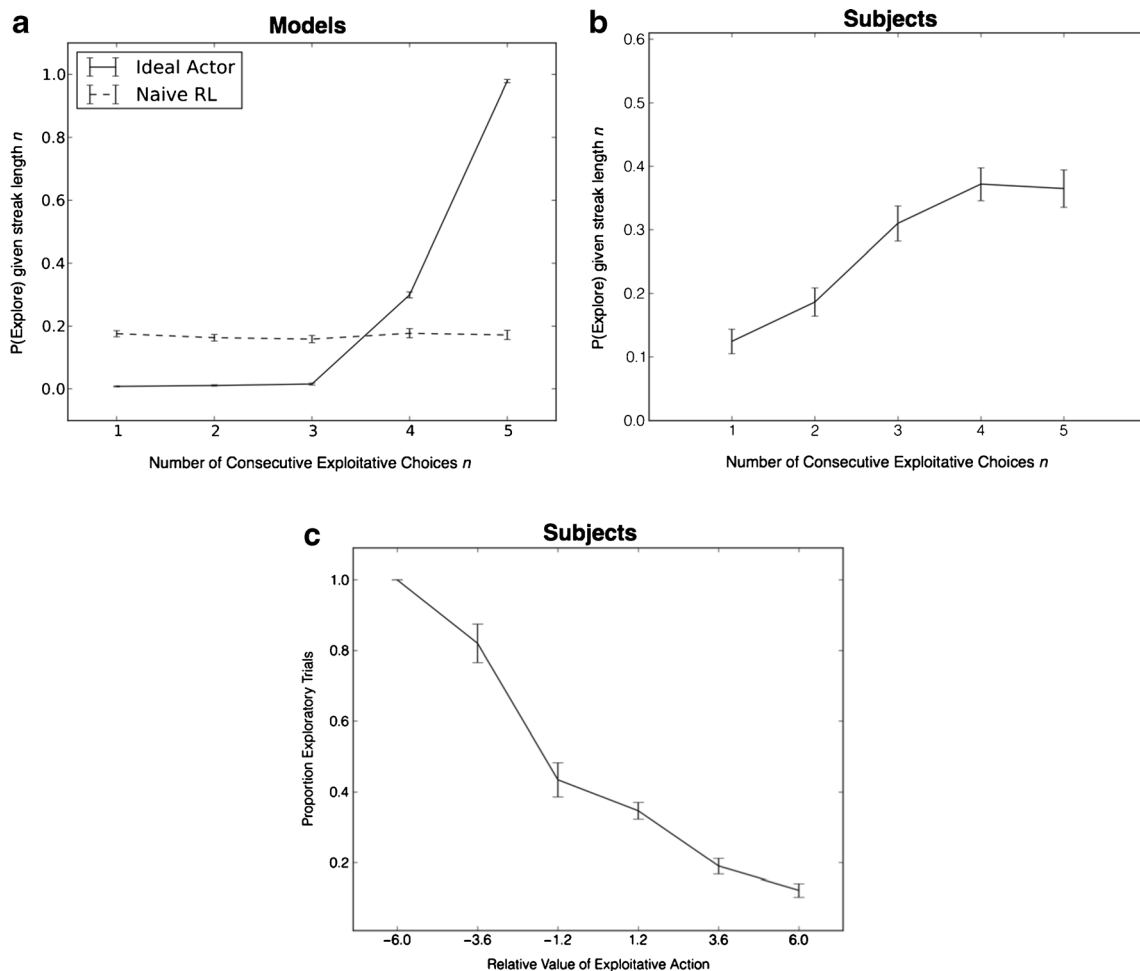 a
Models
Ideal Actor
Naive RL
1.0
0.8
0.6
0.4
0.2
0.0
P(Explore) given streak length n
1 2 3 4 5
Number of Consecutive Exploitative Choices n
b
Subjects
0.6
0.5
0.4
0.3
0.2
0.1
0.0
P(Explore) given streak length n
1 2 3 4 5
Number of Consecutive Exploitative Choices n
c
Subjects
1.0
0.8
0.6
0.4
0.2
Proportion Exploratory Trials
−6.0 −3.6 −1.2 1.2 3.6 6.0
Relative Value of Exploitative Action